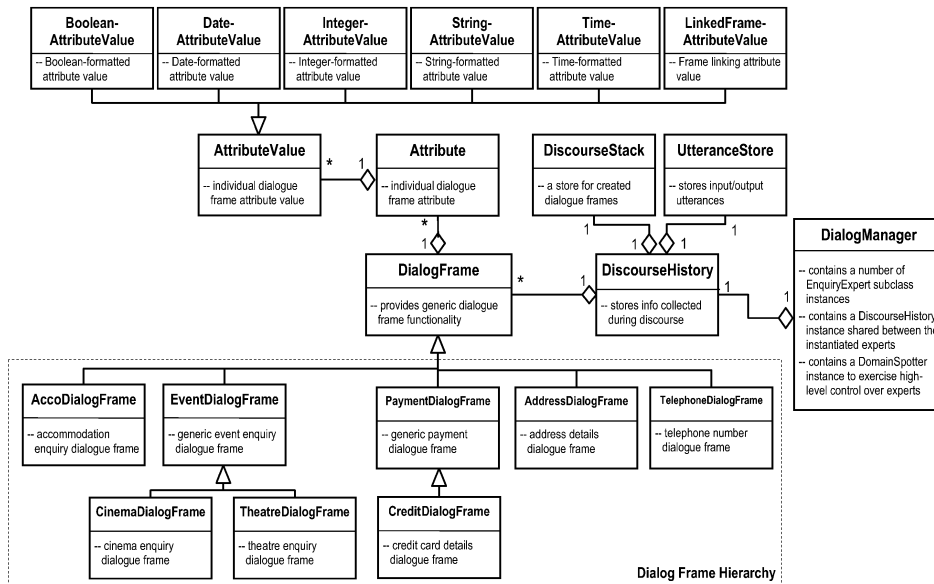 Boolean-
AttributeValue
-- Boolean-formatted
attribute value
Date-
AttributeValue
-- Date-formatted
attribute value
Integer-
AttributeValue
-- Integer-formatted
attribute value
String-
AttributeValue
-- String-formatted
attribute value
Time-
AttributeValue
-- Time-formatted
attribute value
LinkedFrame-
AttributeValue
-- Frame linking attribute
value
AttributeValue
-- individual dialogue
frame attribute value
*
1
Attribute
-- individual dialogue
frame attribute
*
1
DiscourseStack
-- a store for created
dialogue frames
1
1
UtteranceStore
-- stores input/output
utterances
1
1
DialogFrame
-- provides generic dialogue
frame functionality
*
1
DiscourseHistory
-- stores info collected
during discourse
1
1
DialogManager
-- contains a number of
EnquiryExpert subclass
instances
-- contains a DiscourseHistory
instance shared between the
instantiated experts
-- contains a DomainSpotter
instance to exercise high-
level control over experts
AccoDialogFrame
-- accommodation
enquiry dialogue frame
EventDialogFrame
-- generic event enquiry
dialogue frame
PaymentDialogFrame
-- generic payment
dialogue frame
AddressDialogFrame
-- address details
dialogue frame
TelephoneDialogFrame
-- telephone number
dialogue frame
CinemaDialogFrame
-- cinema enquiry
dialogue frame
TheatreDialogFrame
-- theatre enquiry
dialogue frame
CreditDialogFrame
-- credit card details
dialogue frame
Dialog Frame Hierarchy